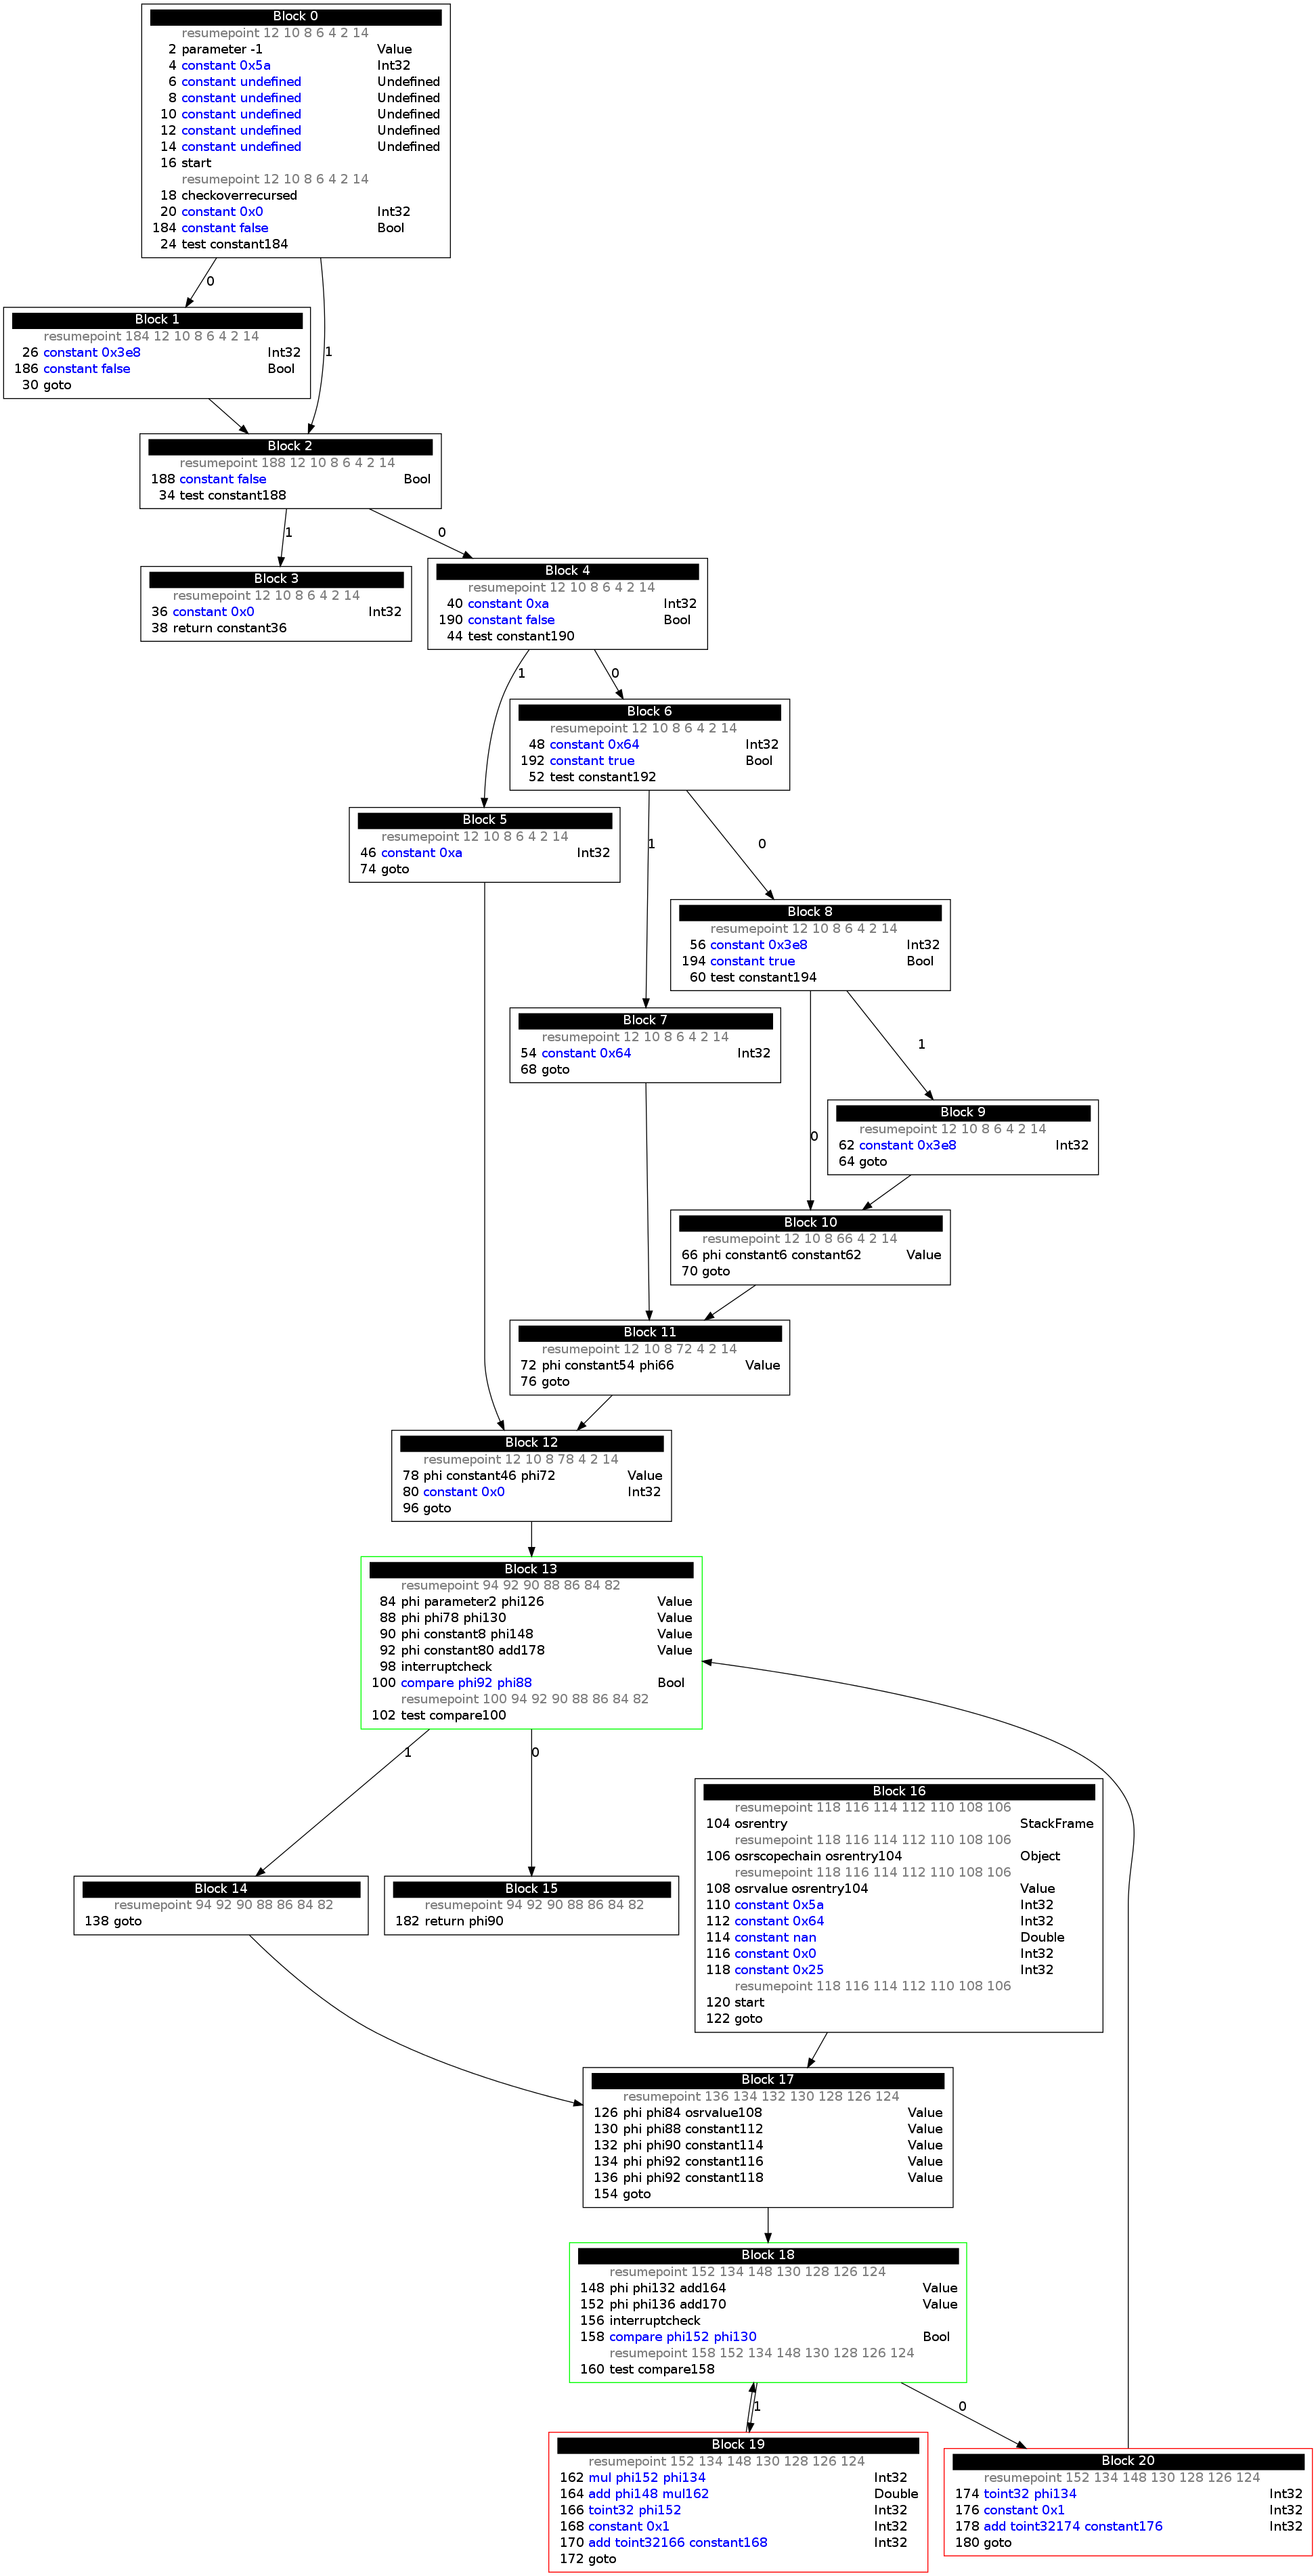 Block 0
resumepoint 12 10 8 6 4 2 14
2 parameter -1 Value
4 constant 0x5a Int32
6 constant undefined Undefined
8 constant undefined Undefined
10 constant undefined Undefined
12 constant undefined Undefined
14 constant undefined Undefined
16 start
resumepoint 12 10 8 6 4 2 14
18 checkoverrecursed
20 constant 0x0 Int32
184 constant false Bool
24 test constant184
0
1
Block 1
resumepoint 184 12 10 8 6 4 2 14
26 constant 0x3e8 Int32
186 constant false Bool
30 goto
Block 2
resumepoint 188 12 10 8 6 4 2 14
188 constant false Bool
34 test constant188
1
0
Block 3
resumepoint 12 10 8 6 4 2 14
36 constant 0x0 Int32
38 return constant36
Block 4
resumepoint 12 10 8 6 4 2 14
40 constant 0xa Int32
190 constant false Bool
44 test constant190
1
0
Block 6
resumepoint 12 10 8 6 4 2 14
48 constant 0x64 Int32
192 constant true Bool
52 test constant192
1
0
Block 5
resumepoint 12 10 8 6 4 2 14
46 constant 0xa Int32
74 goto
Block 8
resumepoint 12 10 8 6 4 2 14
56 constant 0x3e8 Int32
194 constant true Bool
60 test constant194
0
1
Block 7
resumepoint 12 10 8 6 4 2 14
54 constant 0x64 Int32
68 goto
Block 9
resumepoint 12 10 8 6 4 2 14
62 constant 0x3e8 Int32
64 goto
Block 10
resumepoint 12 10 8 66 4 2 14
66 phi constant6 constant62 Value
70 goto
Block 11
resumepoint 12 10 8 72 4 2 14
72 phi constant54 phi66 Value
76 goto
Block 12
resumepoint 12 10 8 78 4 2 14
78 phi constant46 phi72 Value
80 constant 0x0 Int32
96 goto
Block 13
resumepoint 94 92 90 88 86 84 82
84 phi parameter2 phi126 Value
88 phi phi78 phi130 Value
90 phi constant8 phi148 Value
92 phi constant80 add178 Value
98 interruptcheck
100 compare phi92 phi88 Bool
resumepoint 100 94 92 90 88 86 84 82
102 test compare100
1
0
Block 14
resumepoint 94 92 90 88 86 84 82
138 goto
Block 15
resumepoint 94 92 90 88 86 84 82
182 return phi90
Block 16
resumepoint 118 116 114 112 110 108 106
104 osrentry StackFrame
resumepoint 118 116 114 112 110 108 106
106 osrscopechain osrentry104 Object
resumepoint 118 116 114 112 110 108 106
108 osrvalue osrentry104 Value
110 constant 0x5a Int32
112 constant 0x64 Int32
114 constant nan Double
116 constant 0x0 Int32
118 constant 0x25 Int32
resumepoint 118 116 114 112 110 108 106
120 start
122 goto
Block 17
resumepoint 136 134 132 130 128 126 124
126 phi phi84 osrvalue108 Value
130 phi phi88 constant112 Value
132 phi phi90 constant114 Value
134 phi phi92 constant116 Value
136 phi phi92 constant118 Value
154 goto
Block 18
resumepoint 152 134 148 130 128 126 124
148 phi phi132 add164 Value
152 phi phi136 add170 Value
156 interruptcheck
158 compare phi152 phi130 Bool
resumepoint 158 152 134 148 130 128 126 124
160 test compare158
1
0
Block 19
resumepoint 152 134 148 130 128 126 124
162 mul phi152 phi134 Int32
164 add phi148 mul162 Double
166 toint32 phi152 Int32
168 constant 0x1 Int32
170 add toint32166 constant168 Int32
172 goto
Block 20
resumepoint 152 134 148 130 128 126 124
174 toint32 phi134 Int32
176 constant 0x1 Int32
178 add toint32174 constant176 Int32
180 goto